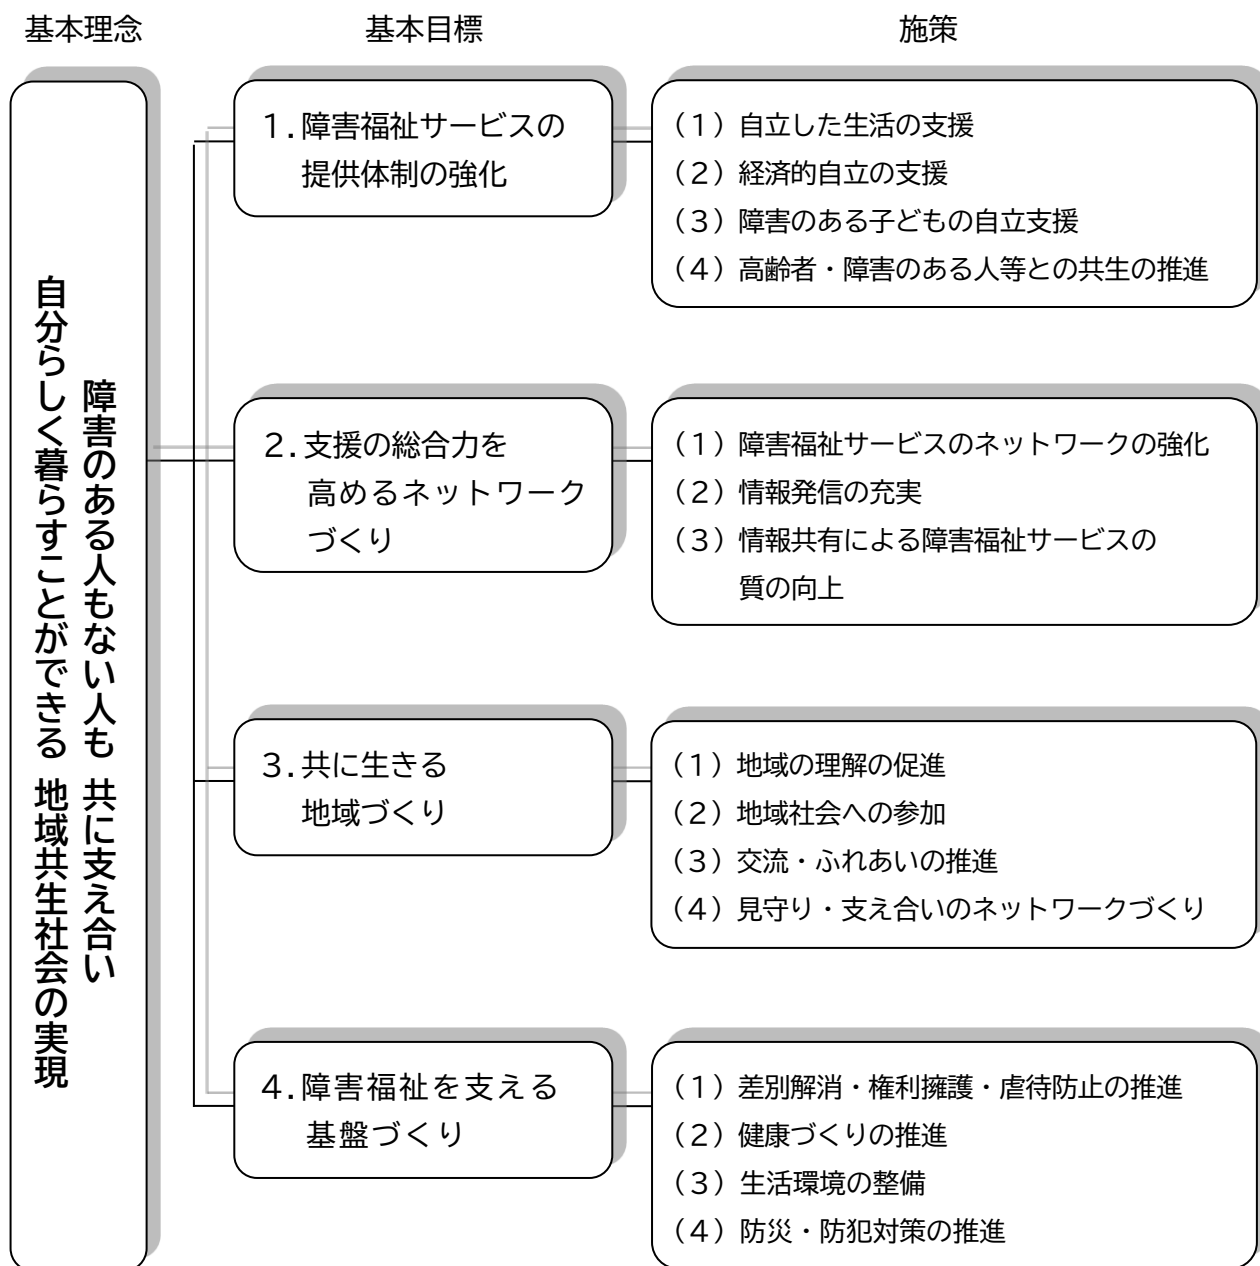 基本理念
基本目標
施策
障害のある人もない人も 共に支え合い
自分らしく暮らすことができる 地域共生社会の実現
１.障害福祉サービスの
提供体制の強化
（１）自立した生活の支援
（２）経済的自立の支援
（３）障害のある子どもの自立支援
（４）高齢者・障害のある人等との共生の推進
２.支援の総合力を
高めるネットワーク
づくり
（１）障害福祉サービスのネットワークの強化
（２）情報発信の充実
（３）情報共有による障害福祉サービスの
質の向上
３.共に生きる
地域づくり
（１）地域の理解の促進
（２）地域社会への参加
（３）交流・ふれあいの推進
（４）見守り・支え合いのネットワークづくり
４.障害福祉を支える
基盤づくり
（１）差別解消・権利擁護・虐待防止の推進
（２）健康づくりの推進
（３）生活環境の整備
（４）防災・防犯対策の推進